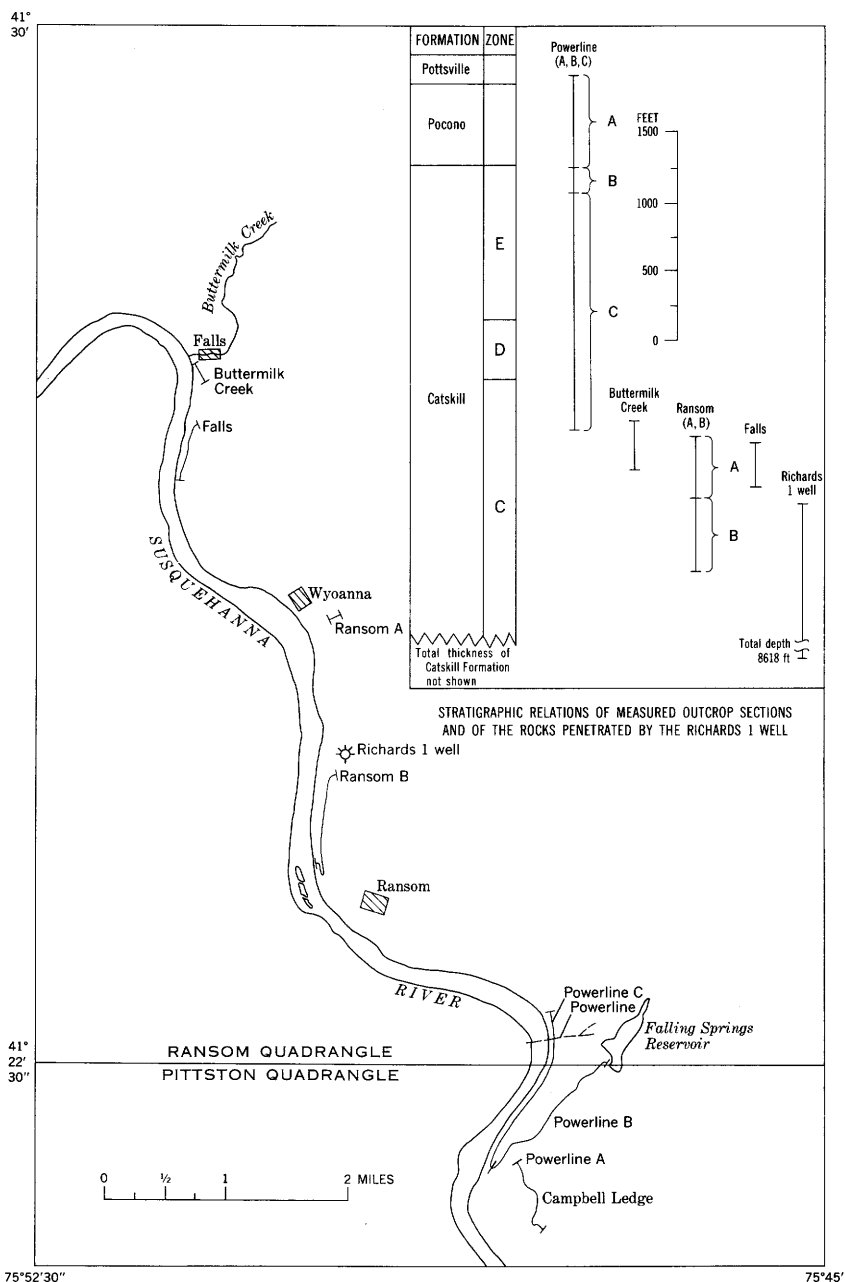 41°
30'
FORMATION ZONE
Pottsville
Pocono
Catskill
E
D
C
Total thickness of
Catskill Formation
not shown
Powerline
(A, B, C)
A
B
C
FEET
1500
1000
500
0
Buttermilk
Creek
Ransom
(A, B)
A
B
Falls
Richards
1 well
Total depth
8618 ft
STRATIGRAPHIC RELATIONS OF MEASURED OUTCROP SECTIONS
AND OF THE ROCKS PENETRATED BY THE RICHARDS 1 WELL
Buttermilk Creek
Falls
Buttermilk
Creek
Falls
SUSQUEHANNA
Wyoanna
Ransom A
Richards 1 well
Ransom B
Ransom
RIVER
Powerline C
Powerline
Falling Springs
Reservoir
41°
22'
30"
RANSOM QUADRANGLE
PITTSTON QUADRANGLE
Powerline B
Powerline A
Campbell Ledge
0 ½ 1 2 MILES
75°52'30" 75°45'